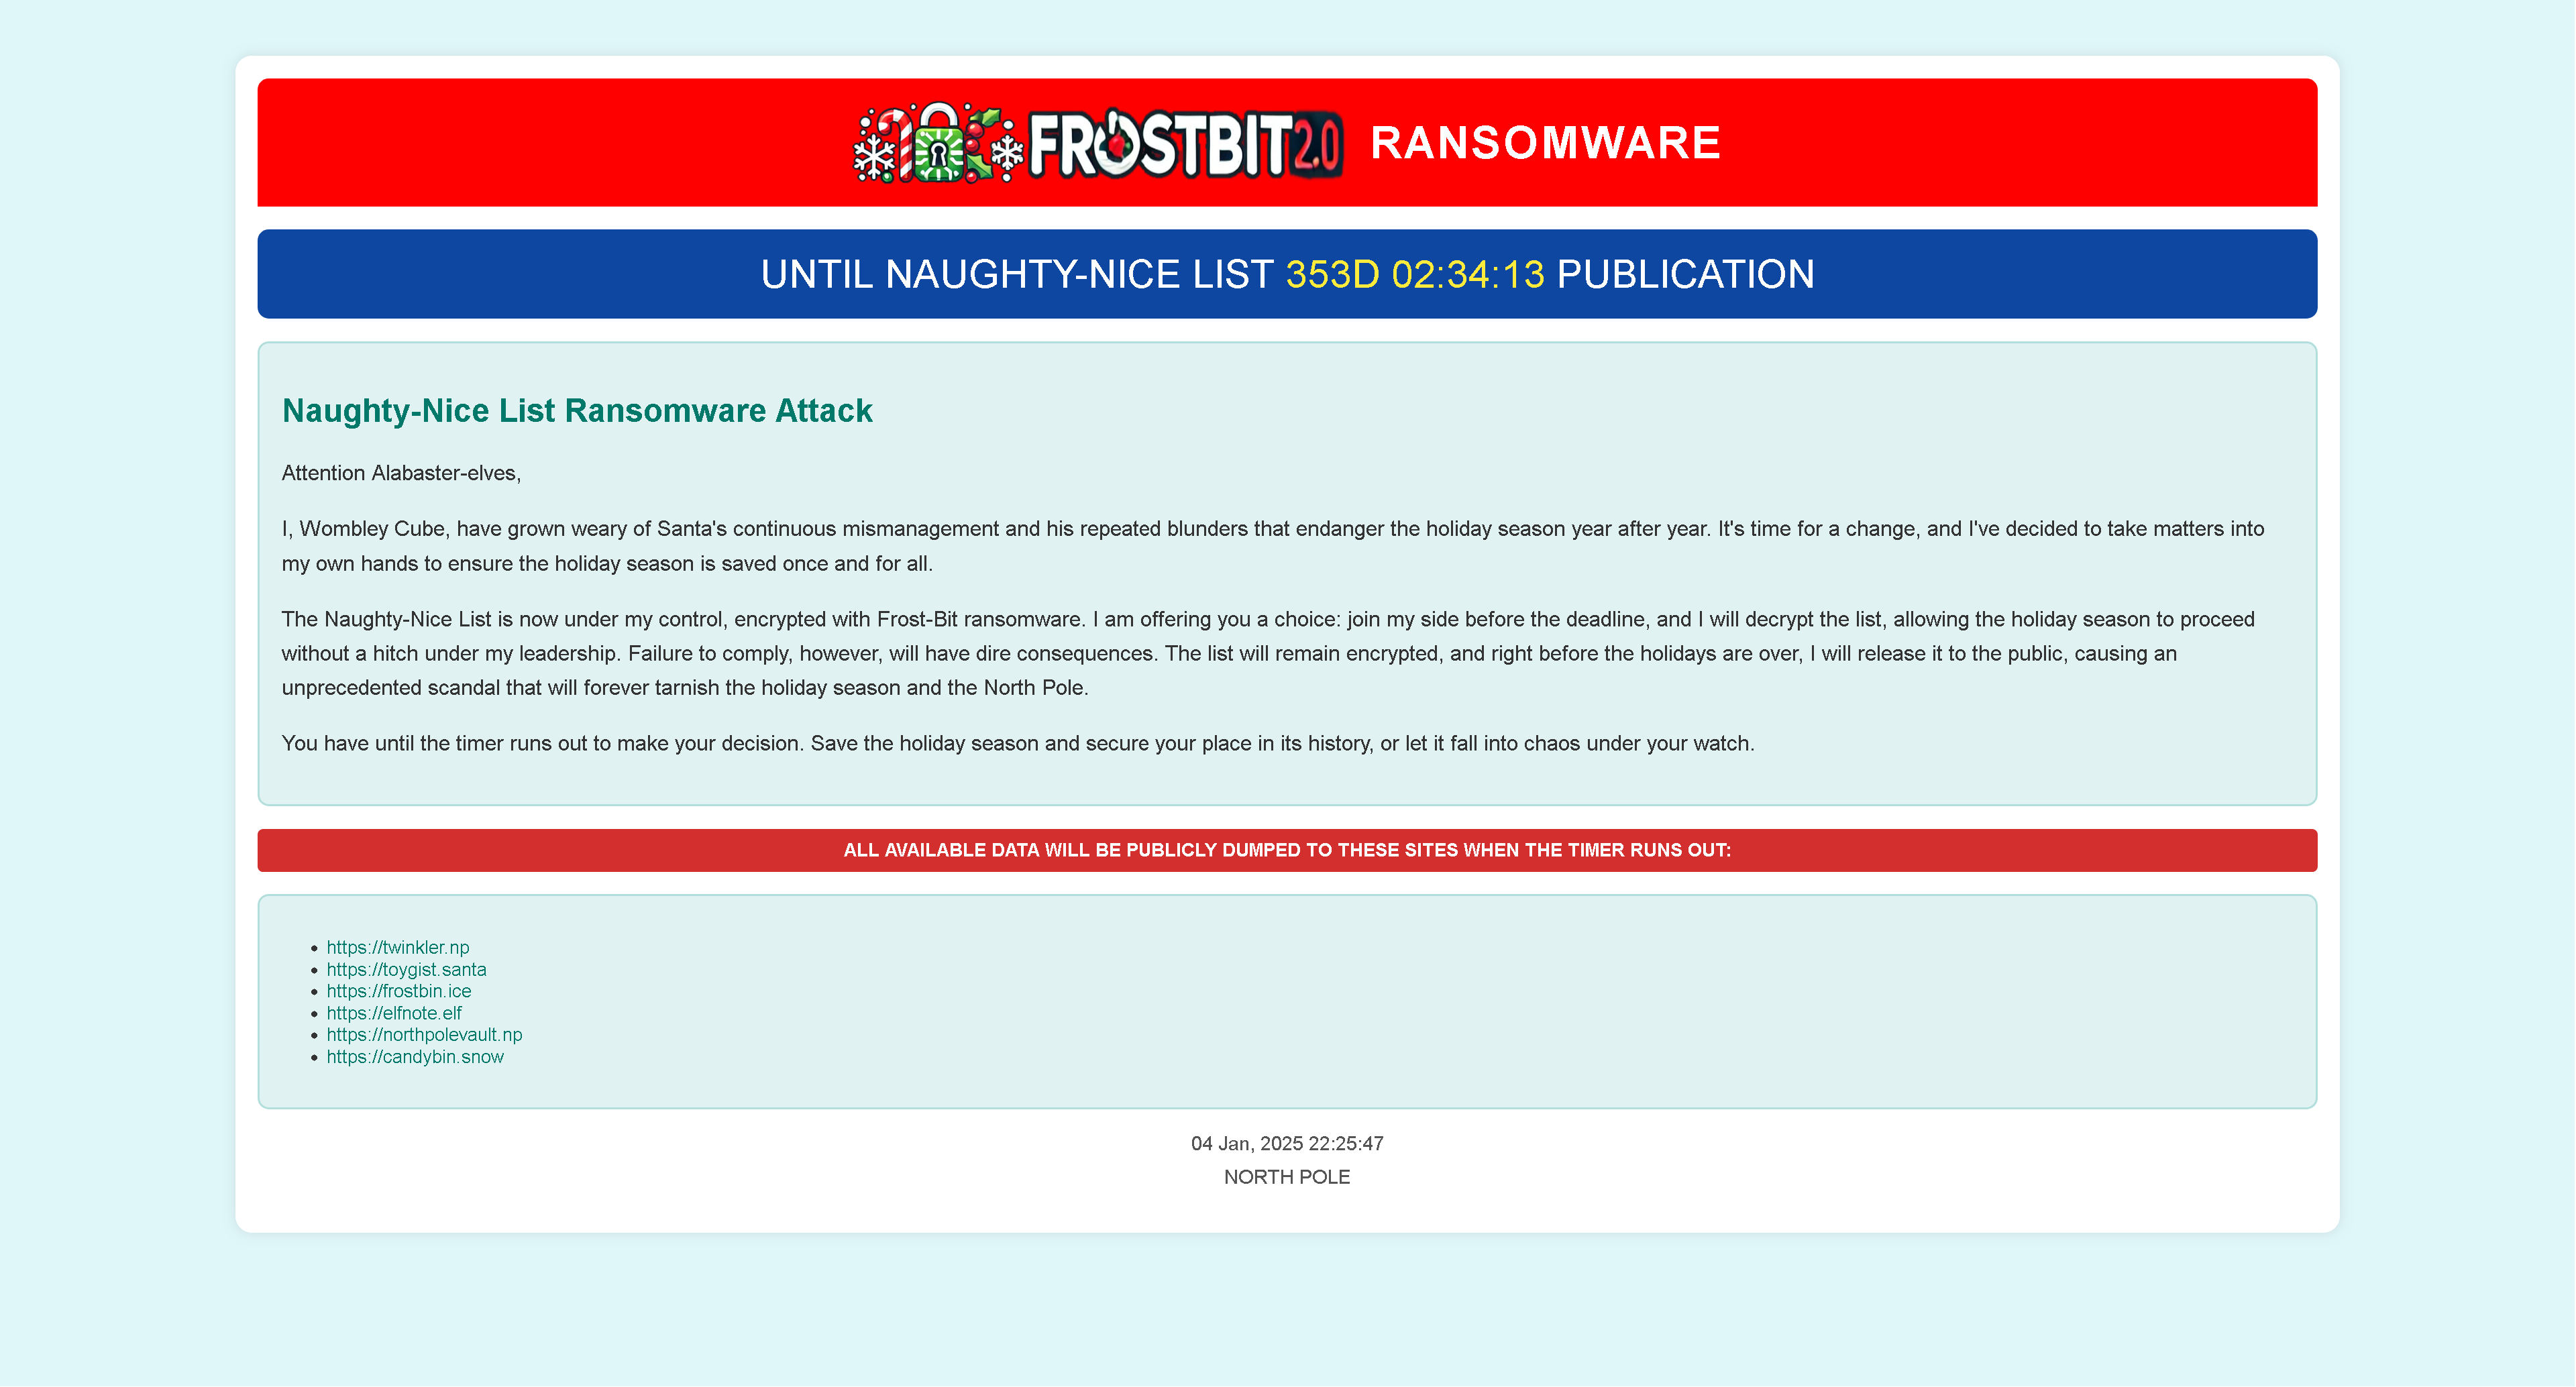 FROSTBIT2.0 RANSOMWARE
UNTIL NAUGHTY-NICE LIST 353D 02:34:13 PUBLICATION
Naughty-Nice List Ransomware Attack
Attention Alabaster-elves,
I, Wombley Cube, have grown weary of Santa's continuous mismanagement and his repeated blunders that endanger the holiday season year after year. It's time for a change, and I've decided to take matters into
my own hands to ensure the holiday season is saved once and for all.
The Naughty-Nice List is now under my control, encrypted with Frost-Bit ransomware. I am offering you a choice: join my side before the deadline, and I will decrypt the list, allowing the holiday season to proceed
without a hitch under my leadership. Failure to comply, however, will have dire consequences. The list will remain encrypted, and right before the holidays are over, I will release it to the public, causing an
unprecedented scandal that will forever tarnish the holiday season and the North Pole.
You have until the timer runs out to make your decision. Save the holiday season and secure your place in its history, or let it fall into chaos under your watch.
ALL AVAILABLE DATA WILL BE PUBLICLY DUMPED TO THESE SITES WHEN THE TIMER RUNS OUT:
https://twinkler.np
https://toygist.santa
https://frostbin.ice
https://elfnote.elf
https://northpolevault.np
https://candybin.snow
04 Jan, 2025 22:25:47
NORTH POLE